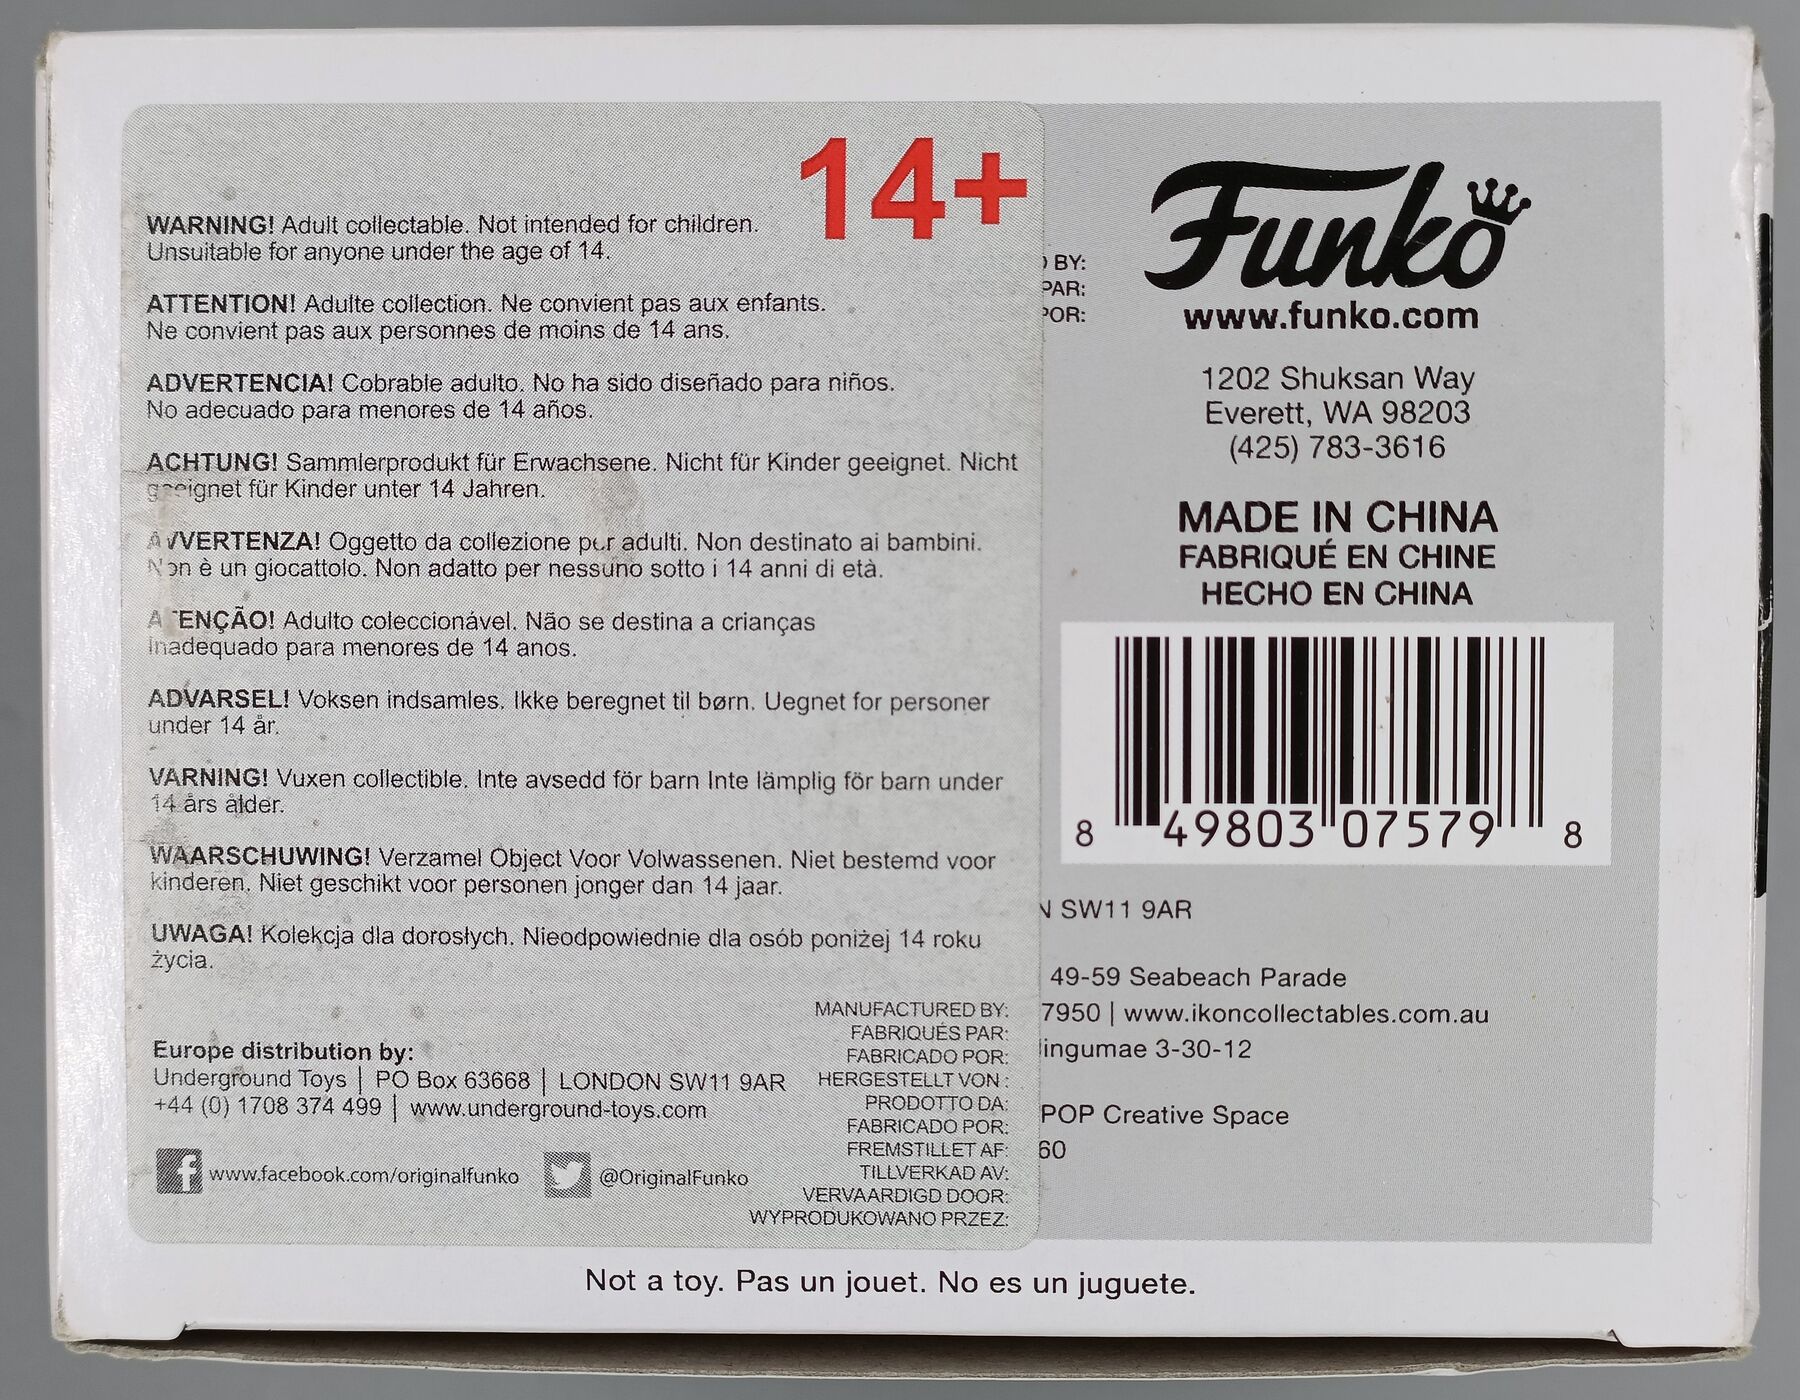 14+
WARNING! Adult collectable. Not intended for children.
Unsuitable for anyone under the age of 14.
ATTENTION! Adulte collection. Ne convient pas aux enfants.
Ne convient pas aux personnes de moins de 14 ans.
ADVERTENCIA! Cobrable adulto. No ha sido diseñado para niños.
No adecuado para menores de 14 años.
ACHTUNG! Sammlerprodukt für Erwachsene. Nicht für Kinder geeignet. Nicht
geeignet für Kinder unter 14 Jahren.
AVVERTENZA! Oggetto da collezione per adulti. Non destinato ai bambini.
Non è un giocattolo. Non adatto per nessuno sotto i 14 anni di età.
ATENÇÃO! Adulto coleccionável. Não se destina a crianças
Inadequado para menores de 14 anos.
ADVARSEL! Voksen indsamles. Ikke beregnet til børn. Uegnet for personer
under 14 år.
VARNING! Vuxen collectible. Inte avsedd för barn Inte lämplig för barn under
14 års ålder.
WAARSCHUWING! Verzamel Object Voor Volwassenen. Niet bestemd voor
kinderen. Niet geschikt voor personen jonger dan 14 jaar.
UWAGA! Kolekcja dla dorosłych. Nieodpowiednie dla osób poniżej 14 roku
życia.
Europe distribution by:
Underground Toys | PO Box 63668 | LONDON SW11 9AR
+44 (0) 1708 374 499 | www.underground-toys.com
www.facebook.com/originalfunko
@OriginalFunko
MANUFACTURED BY:
FABRIQUÉS PAR:
FABRICADO POR:
HERGESTELLT VON :
PRODOTTO DA:
FABRICADO POR:
FREMSTILLET AF:
TILLVERKAD AV:
VERVAARDIGD DOOR:
WYPRODUKOWANO PRZEZ:
BY:
PAR:
POR:
Funko
www.funko.com
1202 Shuksan Way
Everett, WA 98203
(425) 783-3616
MADE IN CHINA
FABRIQUÉ EN CHINE
HECHO EN CHINA
8 49803 07579 8
N SW11 9AR
49-59 Seabeach Parade
7950 | www.ikoncollectables.com.au
ingumae 3-30-12
POP Creative Space
60
Not a toy. Pas un jouet. No es un juguete.